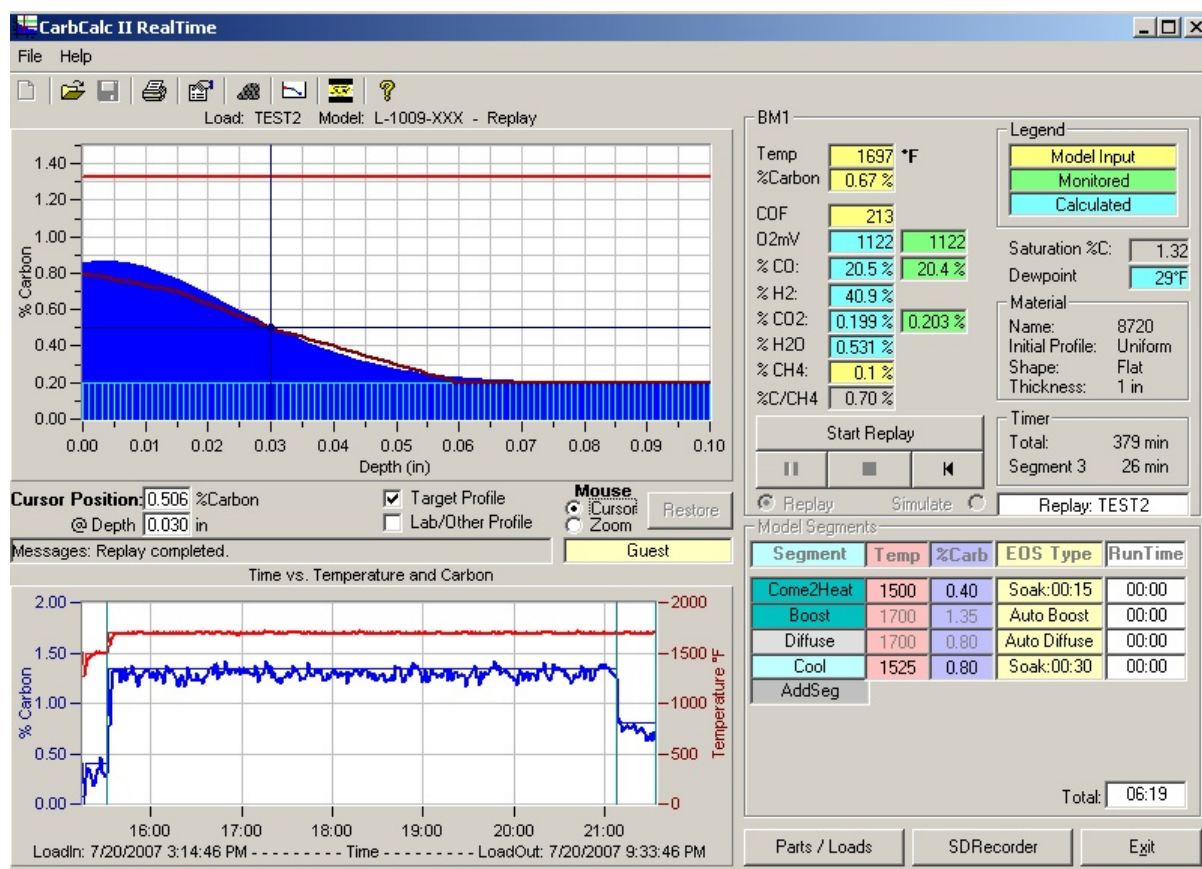 CarbCalc II RealTime
File Help
Load: TEST2 Model: L-1009-XXX - Replay
1.40
1.20
1.00
0.80
0.60
0.40
0.20
0.00
% Carbon
0.00 0.01 0.02 0.03 0.04 0.05 0.06 0.07 0.08 0.09 0.10
Depth (in)
Cursor Position: 0.506 %Carbon
@ Depth 0.030 in
Target Profile
Lab/Other Profile
Mouse
Cursor
Zoom
Restore
Messages: Replay completed.
Guest
Time vs. Temperature and Carbon
2.00
1.50
1.00
0.50
0.00
% Carbon
2000
1500
1000
500
0
Temperature °F
16:00 17:00 18:00 19:00 20:00 21:00
LoadIn: 7/20/2007 3:14:46 PM - - - - - - - - - Time - - - - - - - - - LoadOut: 7/20/2007 9:33:46 PM
BM1
Temp 1697 °F
%Carbon 0.67 %
COF 213
O2mV 1122 1122
% CO: 20.5 % 20.4 %
% H2: 40.9 %
% CO2: 0.199 % 0.203 %
% H2O 0.531 %
% CH4: 0.1 %
%C/CH4 0.70 %
Legend
Model Input
Monitored
Calculated
Saturation %C: 1.32
Dewpoint 29°F
Material
Name: 8720
Initial Profile: Uniform
Shape: Flat
Thickness: 1 in
Start Replay
Timer
Total: 379 min
Segment 3 26 min
Replay Simulate
Replay: TEST2
Model Segments
Segment Temp %Carb EOS Type RunTime
Come2Heat 1500 0.40 Soak:00:15 00:00
Boost 1700 1.35 Auto Boost 00:00
Diffuse 1700 0.80 Auto Diffuse 00:00
Cool 1525 0.80 Soak:00:30 00:00
AddSeg
Total: 06:19
Parts / Loads
SDRecorder
Exit